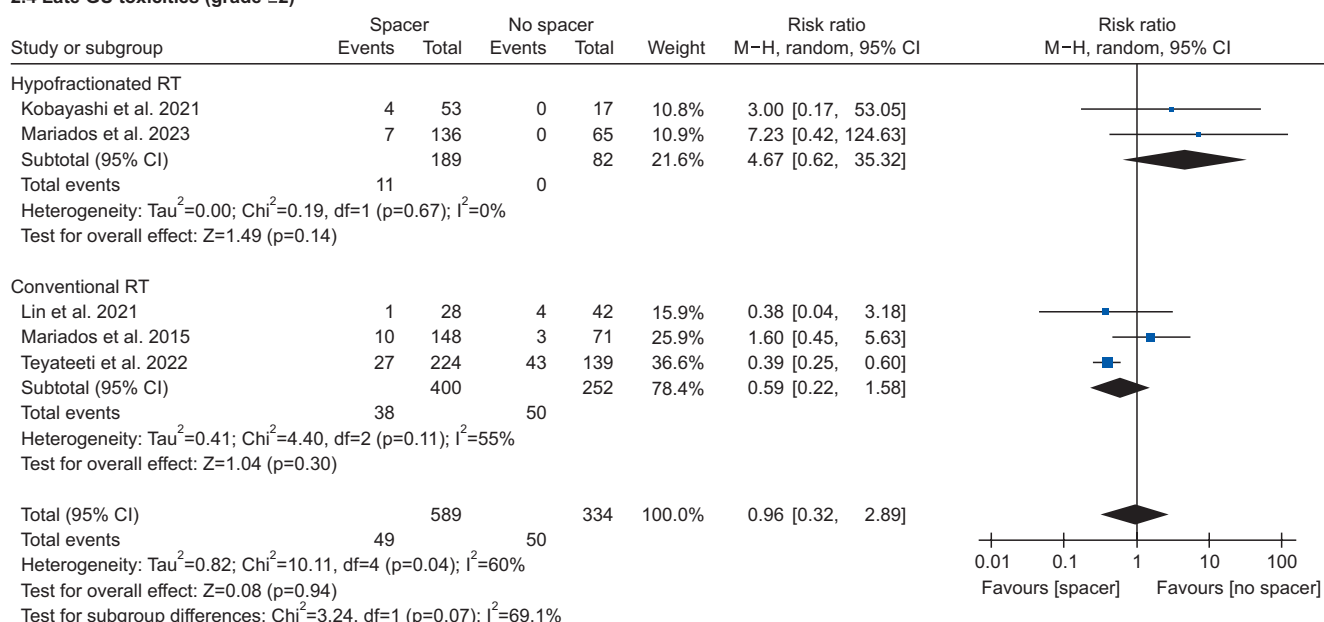 2.4 Late GU toxicities (grade ≥2)
Spacer No spacer Risk ratio Risk ratio
Study or subgroup Events Total Events Total Weight M−H, random, 95% CI M−H, random, 95% CI
Hypofractionated RT
Kobayashi et al. 2021 4 53 0 17 10.8% 3.00 [0.17, 53.05]
Mariados et al. 2023 7 136 0 65 10.9% 7.23 [0.42, 124.63]
Subtotal (95% CI) 189 82 21.6% 4.67 [0.62, 35.32]
Total events 11 0
Heterogeneity: Tau²=0.00; Chi²=0.19, df=1 (p=0.67); I²=0%
Test for overall effect: Z=1.49 (p=0.14)
Conventional RT
Lin et al. 2021 1 28 4 42 15.9% 0.38 [0.04, 3.18]
Mariados et al. 2015 10 148 3 71 25.9% 1.60 [0.45, 5.63]
Teyateeti et al. 2022 27 224 43 139 36.6% 0.39 [0.25, 0.60]
Subtotal (95% CI) 400 252 78.4% 0.59 [0.22, 1.58]
Total events 38 50
Heterogeneity: Tau²=0.41; Chi²=4.40, df=2 (p=0.11); I²=55%
Test for overall effect: Z=1.04 (p=0.30)
Total (95% CI) 589 334 100.0% 0.96 [0.32, 2.89]
Total events 49 50
Heterogeneity: Tau²=0.82; Chi²=10.11, df=4 (p=0.04); I²=60%
0.01 0.1 1 10 100
Test for overall effect: Z=0.08 (p=0.94)
Favours [spacer] Favours [no spacer]
Test for subgroup differences: Chi²=3.24, df=1 (p=0.07); I²=69.1%